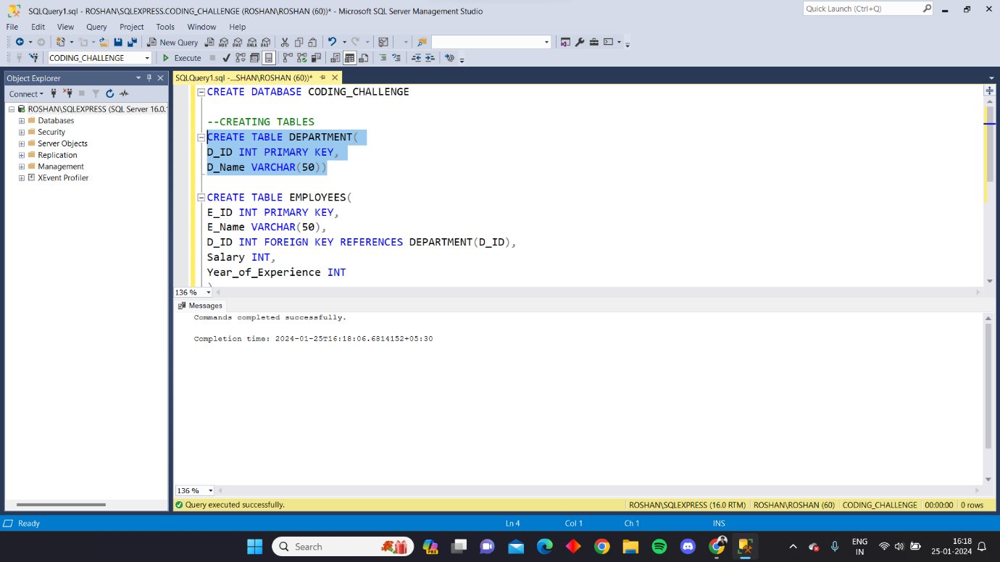 SQLQuery1.sql - ROSHAN\SQLEXPRESS.CODING_CHALLENGE (ROSHAN\ROSHAN (60))* - Microsoft SQL Server Management Studio
Quick Launch (Ctrl+Q)
File Edit View Query Project Tools Window Help
New Query
MDX DMX XMLA DAX
CODING_CHALLENGE Execute
Object Explorer
SQLQuery1.sql -...SHAN\ROSHAN (60))*
Connect
ROSHAN\SQLEXPRESS (SQL Server 16.0.1
Databases
Security
Server Objects
Replication
Management
XEvent Profiler
CREATE DATABASE CODING_CHALLENGE
--CREATING TABLES
CREATE TABLE DEPARTMENT(
D_ID INT PRIMARY KEY,
D_Name VARCHAR(50))
CREATE TABLE EMPLOYEES(
E_ID INT PRIMARY KEY,
E_Name VARCHAR(50),
D_ID INT FOREIGN KEY REFERENCES DEPARTMENT(D_ID),
Salary INT,
Year_of_Experience INT
)
136 %
Messages
Commands completed successfully.
Completion time: 2024-01-25T16:18:06.6814152+05:30
136 %
Query executed successfully. ROSHAN\SQLEXPRESS (16.0 RTM) ROSHAN\ROSHAN (60) CODING_CHALLENGE 00:00:00 0 rows
Ready Ln 4 Col 1 Ch 1 INS
Search
PRE
ENG
IN
16:18
25-01-2024